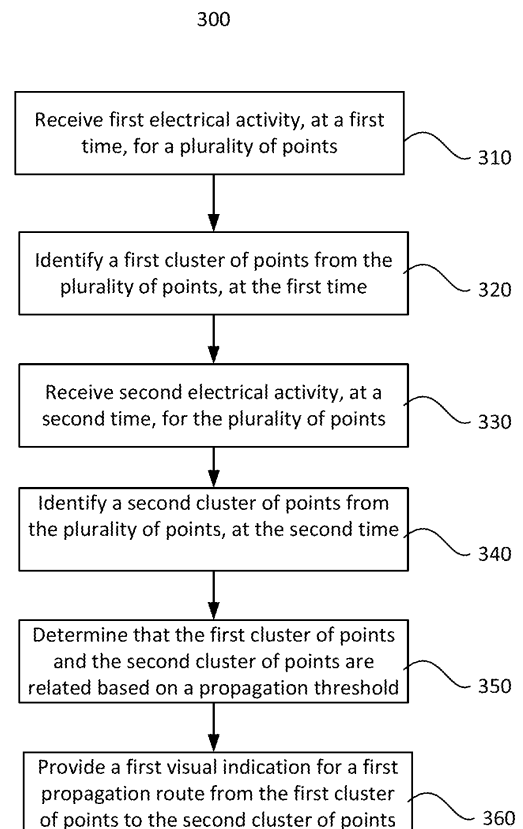 300
Receive first electrical activity, at a first
time, for a plurality of points
310
Identify a first cluster of points from the
plurality of points, at the first time
320
Receive second electrical activity, at a
second time, for the plurality of points
330
Identify a second cluster of points from
the plurality of points, at the second time
340
Determine that the first cluster of points
and the second cluster of points are
related based on a propagation threshold
350
Provide a first visual indication for a first
propagation route from the first cluster
of points to the second cluster of points
360